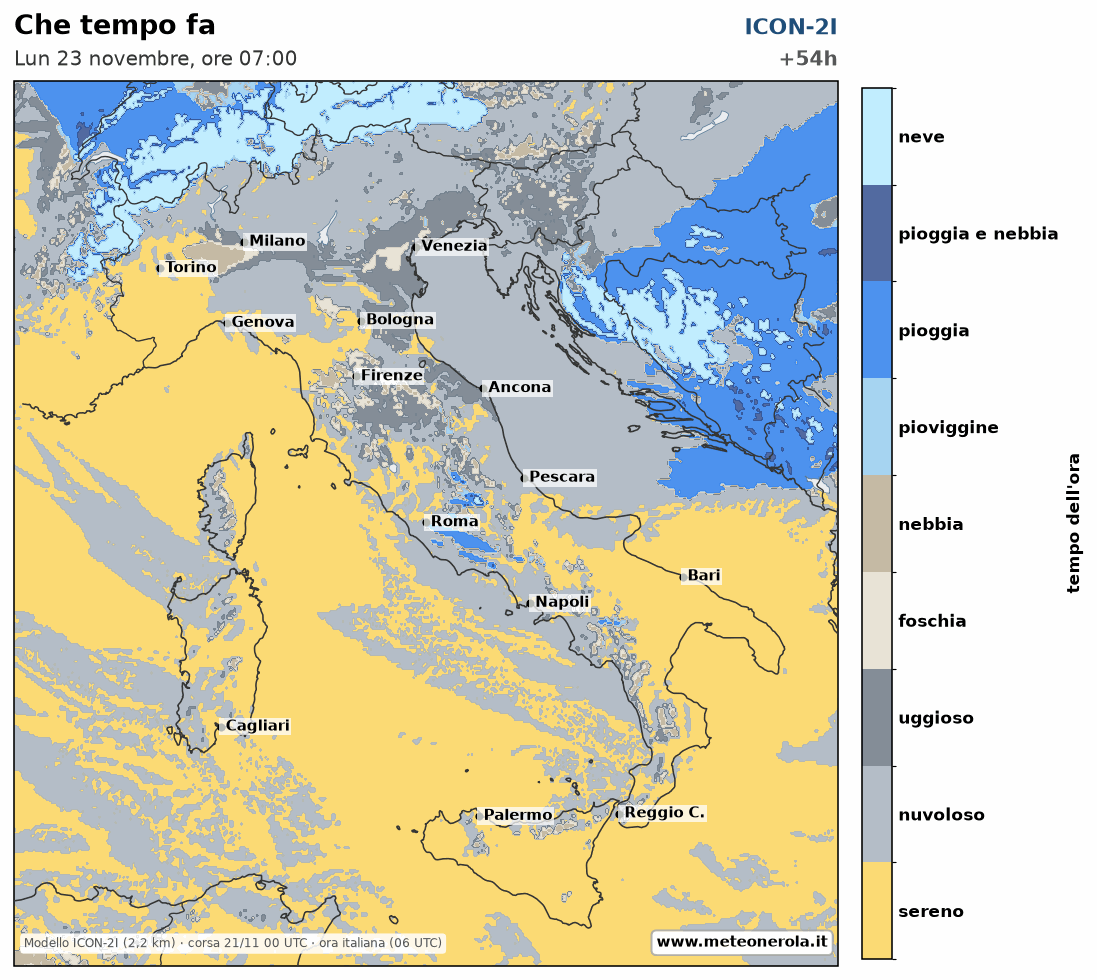 Che tempo fa
ICON-2I
Lun 23 novembre, ore 07:00
+54h
neve
pioggia e nebbia
pioggia
pioviggine
nebbia
foschia
uggioso
nuvoloso
sereno
tempo dell'ora
Milano
Venezia
Torino
Genova
Bologna
Firenze
Ancona
Pescara
Roma
Bari
Napoli
Cagliari
Palermo
Reggio C.
Modello ICON-2I (2,2 km) · corsa 21/11 00 UTC · ora italiana (06 UTC)
www.meteonerola.it